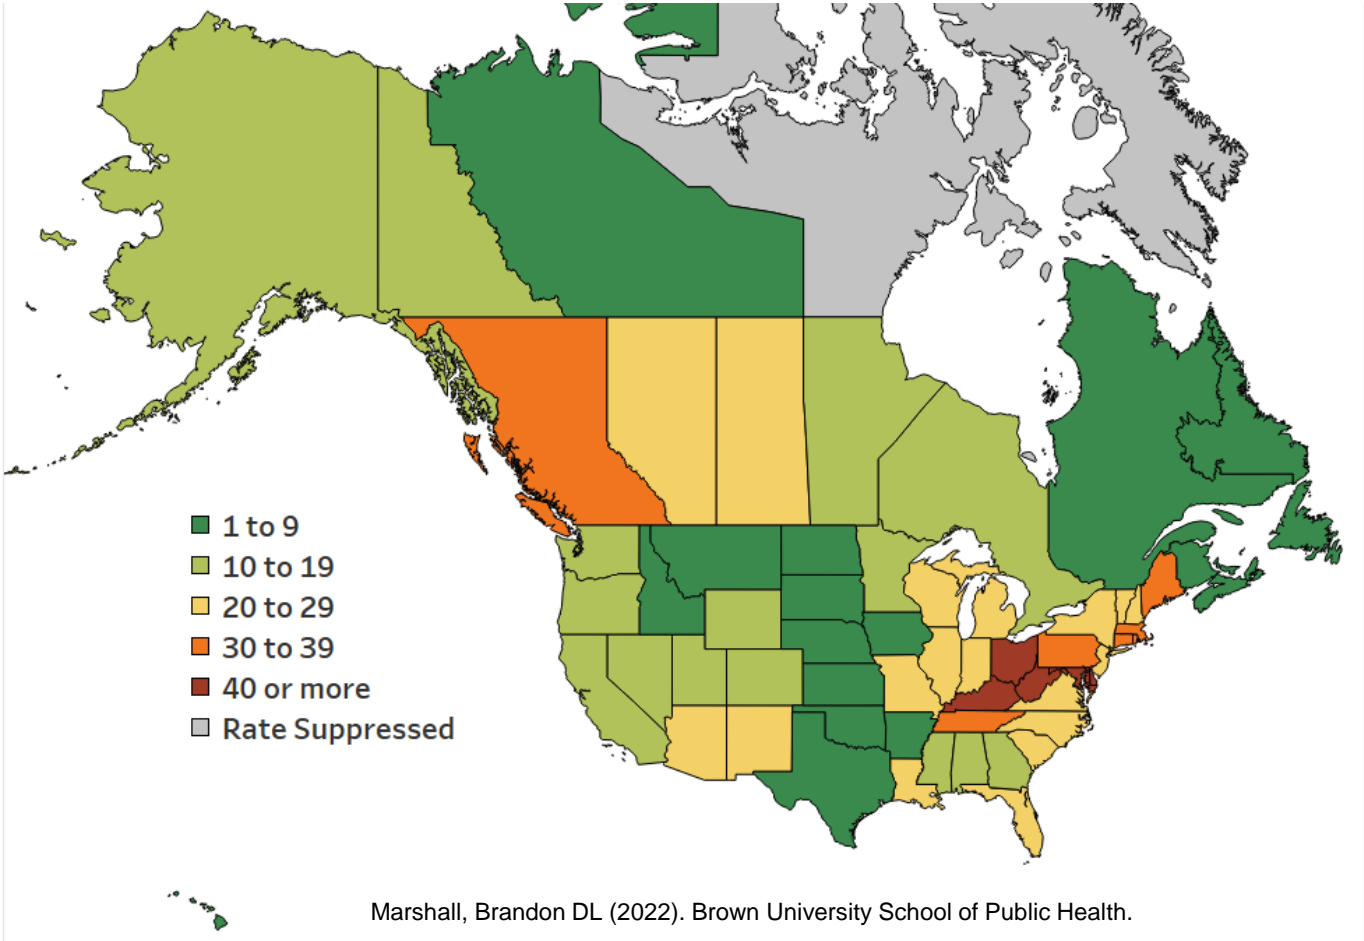 1 to 9
10 to 19
20 to 29
30 to 39
40 or more
Rate Suppressed
Marshall, Brandon DL (2022). Brown University School of Public Health.